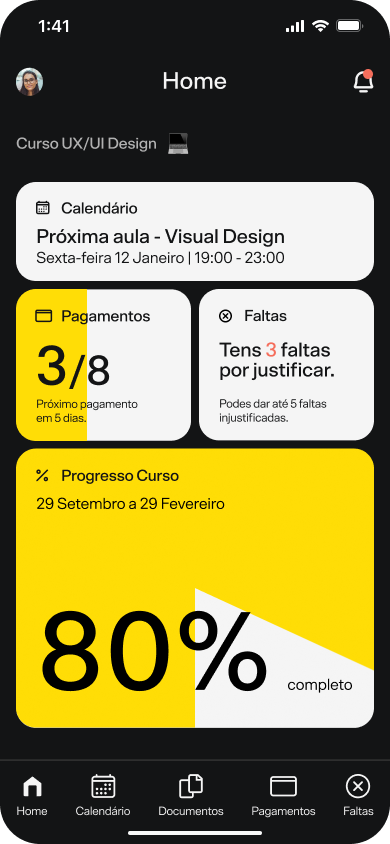 1:41
Home
Curso UX/UI Design
Calendário
Próxima aula - Visual Design
Sexta-feira 12 Janeiro | 19:00 - 23:00
Pagamentos
3/8
Próximo pagamento
em 5 dias.
Faltas
Tens 3 faltas
por justificar.
Podes dar até 5 faltas
injustificadas.
Progresso Curso
29 Setembro a 29 Fevereiro
80%
completo
Home
Calendário
Documentos
Pagamentos
Faltas